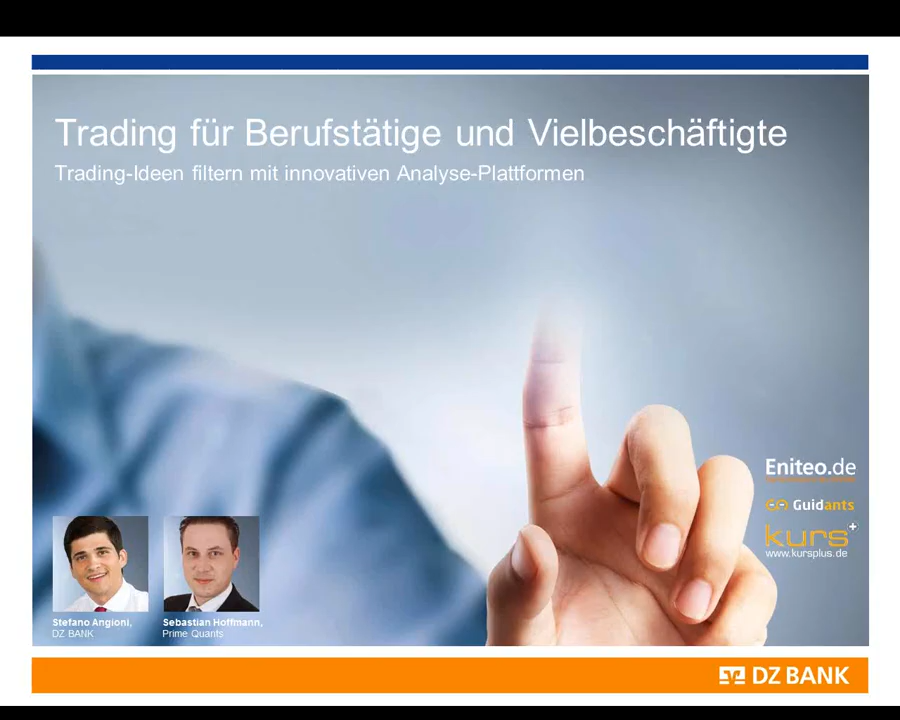 Trading für Berufstätige und Vielbeschäftigte
Trading-Ideen filtern mit innovativen Analyse-Plattformen
Eniteo.de
Guidants
kurs+
www.kursplus.de
Stefano Angioni,
DZ BANK
Sebastian Hoffmann,
Prime Quants
DZ BANK